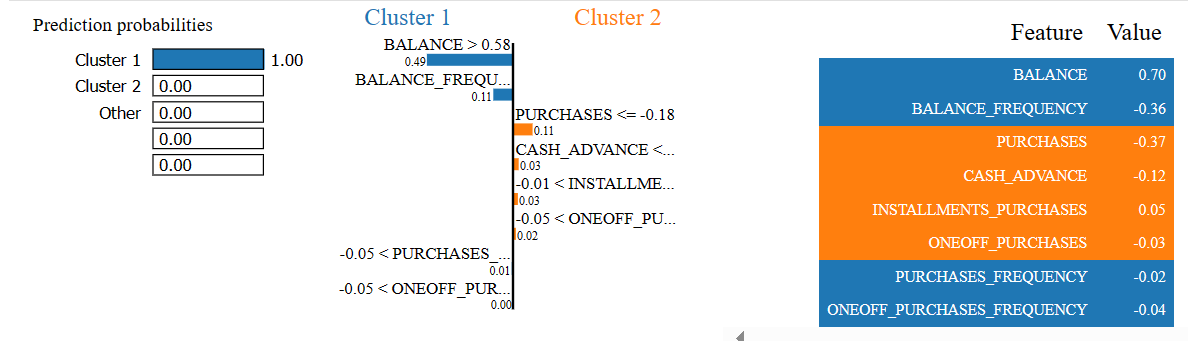 Prediction probabilities
Cluster 1 1.00
Cluster 2 0.00
Other 0.00
0.00
0.00
Cluster 1 Cluster 2
BALANCE > 0.58
0.49
BALANCE_FREQU...
0.11
PURCHASES <= -0.18
0.11
CASH_ADVANCE <...
0.03
-0.01 < INSTALLME...
0.03
-0.05 < ONEOFF_PU...
0.02
-0.05 < PURCHASES_...
0.01
-0.05 < ONEOFF_PUR...
0.00
Feature Value
BALANCE 0.70
BALANCE_FREQUENCY -0.36
PURCHASES -0.37
CASH_ADVANCE -0.12
INSTALLMENTS_PURCHASES 0.05
ONEOFF_PURCHASES -0.03
PURCHASES_FREQUENCY -0.02
ONEOFF_PURCHASES_FREQUENCY -0.04